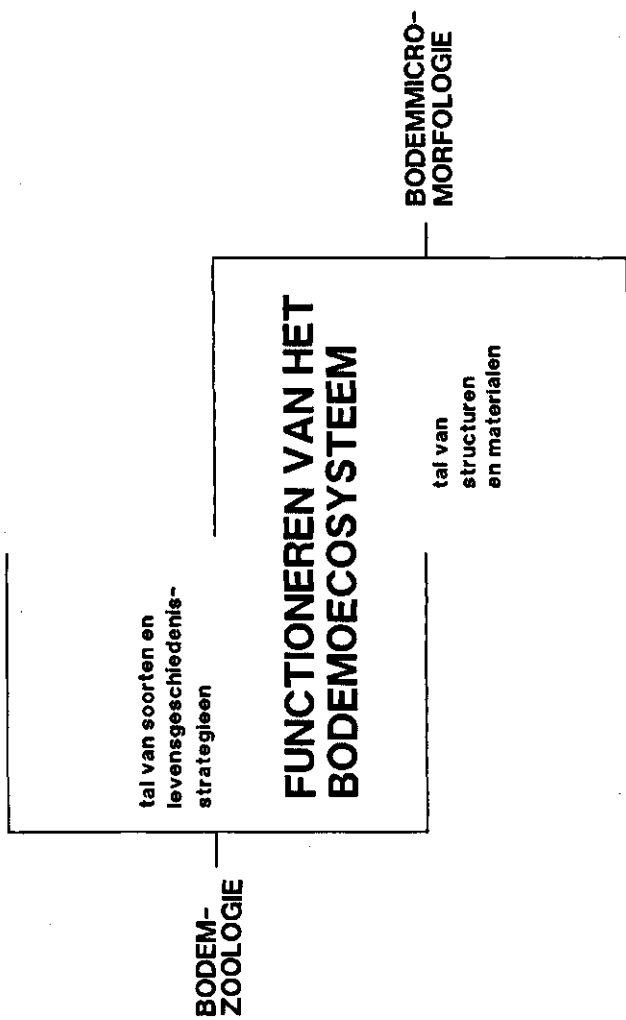 BODEM-
ZOOLOGIE
tal van soorten en
levensgeschiedenis-
strategieen
FUNCTIONEREN VAN HET
BODEMOECOSYSTEEM
tal van
structuren
en materialen
BODEMMICRO-
MORFOLOGIE